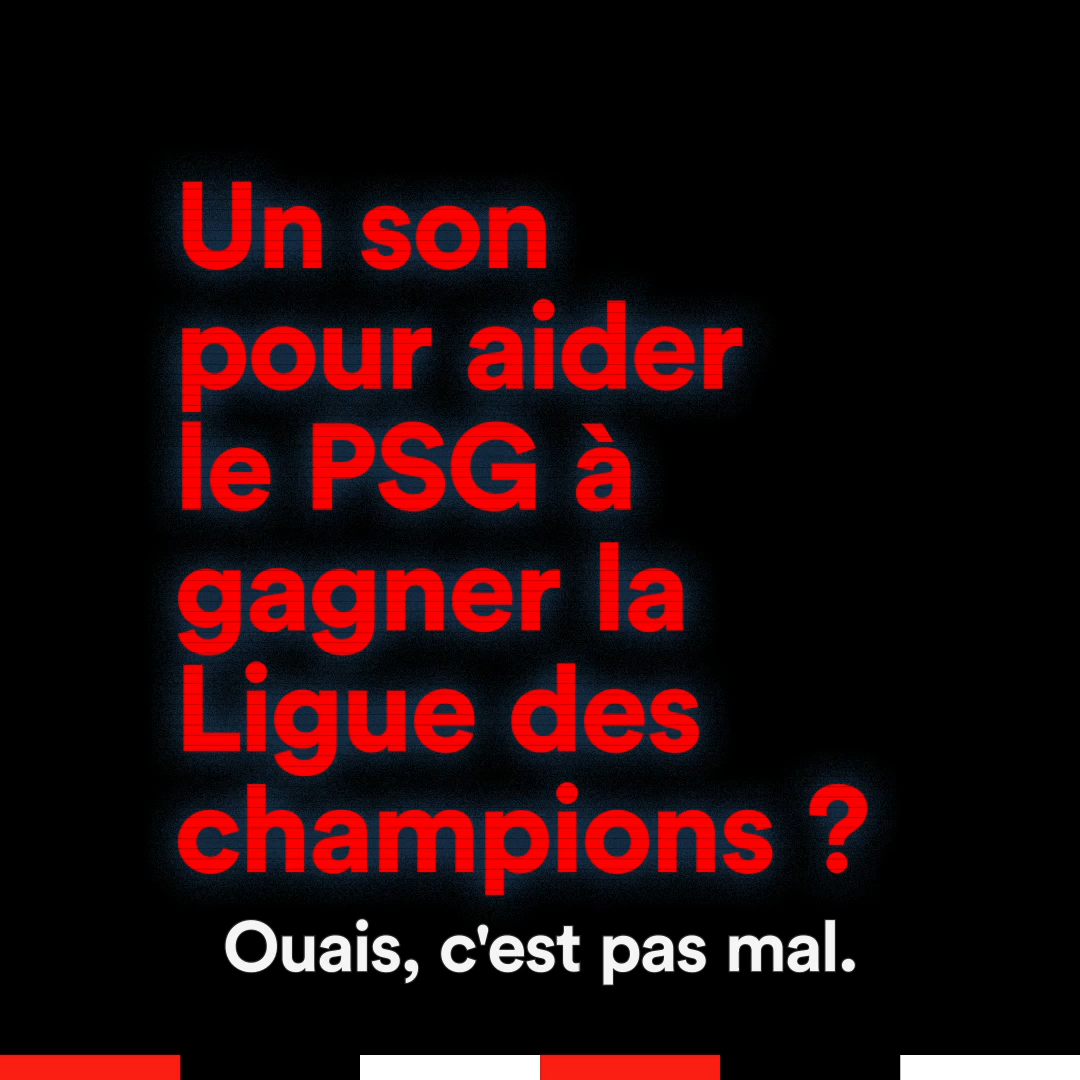 Un son
pour aider
le PSG à
gagner la
Ligue des
champions ?
Ouais, c'est pas mal.